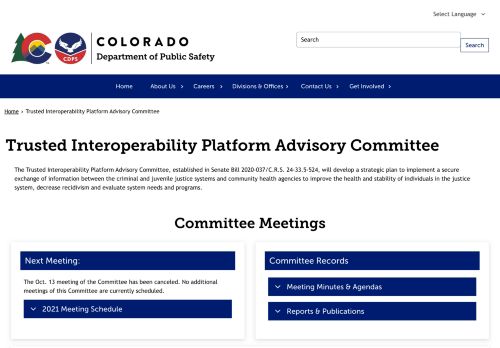 Select Language
COLORADO
Department of Public Safety
CDPS
Search
Search
Home About Us Careers Divisions & Offices Contact Us Get Involved
Home › Trusted Interoperability Platform Advisory Committee
Trusted Interoperability Platform Advisory Committee
The Trusted Interoperability Platform Advisory Committee, established in Senate Bill 2020-037/C.R.S. 24-33.5-524, will develop a strategic plan to implement a secure
exchange of information between the criminal and juvenile justice systems and community health agencies to improve the health and stability of individuals in the justice
system, decrease recidivism and evaluate system needs and programs.
Committee Meetings
Next Meeting:
The Oct. 13 meeting of the Committee has been canceled. No additional
meetings of this Committee are currently scheduled.
2021 Meeting Schedule
Committee Records
Meeting Minutes & Agendas
Reports & Publications